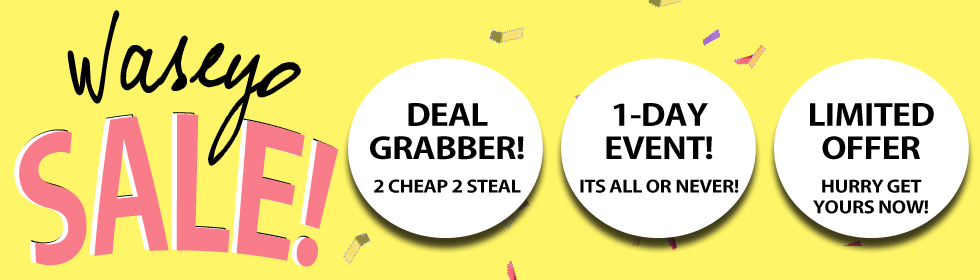 Waseyo
SALE!
DEAL
GRABBER!
2 CHEAP 2 STEAL
1-DAY
EVENT!
ITS ALL OR NEVER!
LIMITED
OFFER
HURRY GET
YOURS NOW!